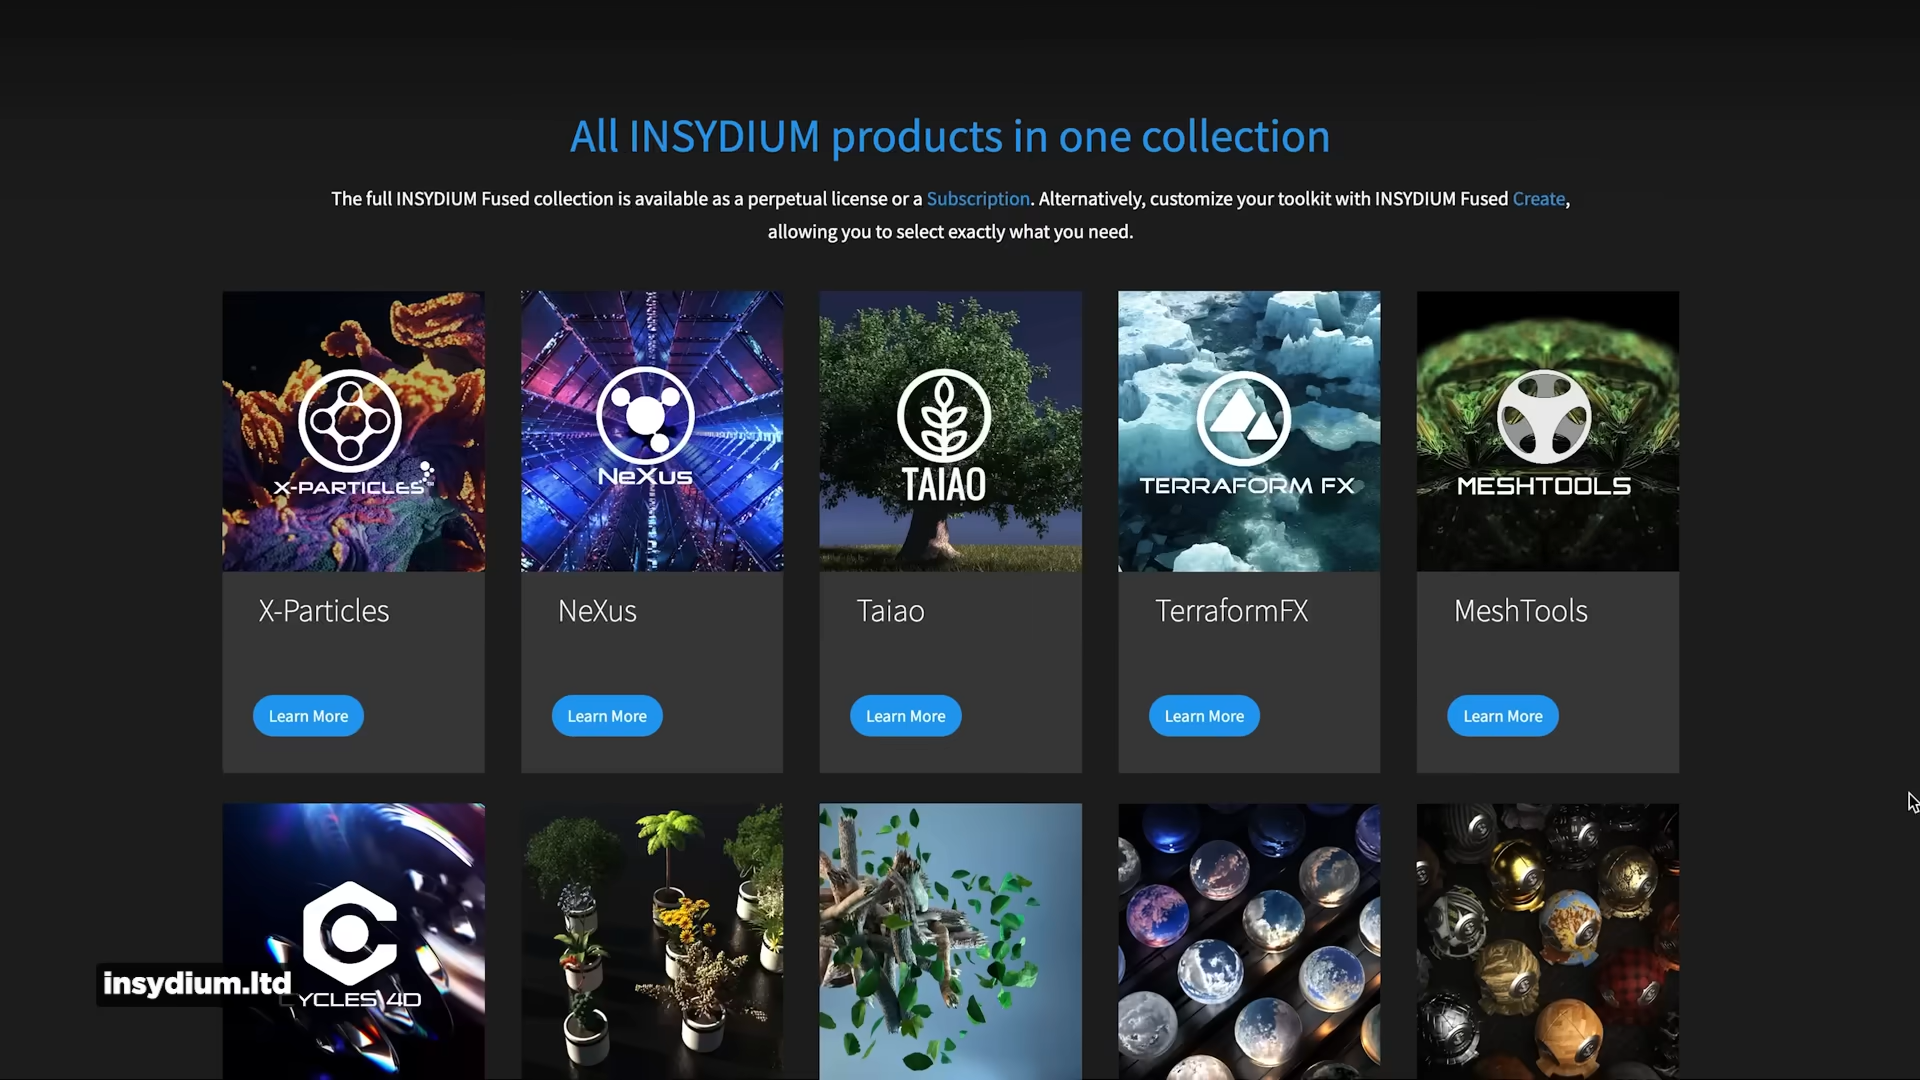 All INSYDIUM products in one collection
The full INSYDIUM Fused collection is available as a perpetual license or a Subscription. Alternatively, customize your toolkit with INSYDIUM Fused Create,
allowing you to select exactly what you need.
X-PARTICLES
NeXus
TAIAO
TERRAFORM FX
MESHTOOLS
X-Particles
NeXus
Taiao
TerraformFX
MeshTools
Learn More
Learn More
Learn More
Learn More
Learn More
insydium.ltd
CYCLES 4D